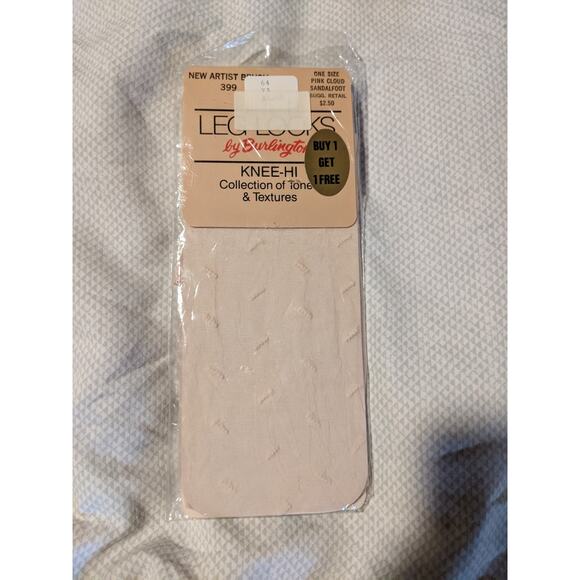 NEW ARTIST BRUSH
399
ONE SIZE
PINK CLOUD
SANDALFOOT
SUGG. RETAIL
$2.50
LEG LOOKS
by Burlington
KNEE-HI
Collection of Tones
& Textures
BUY 1
GET
1 FREE